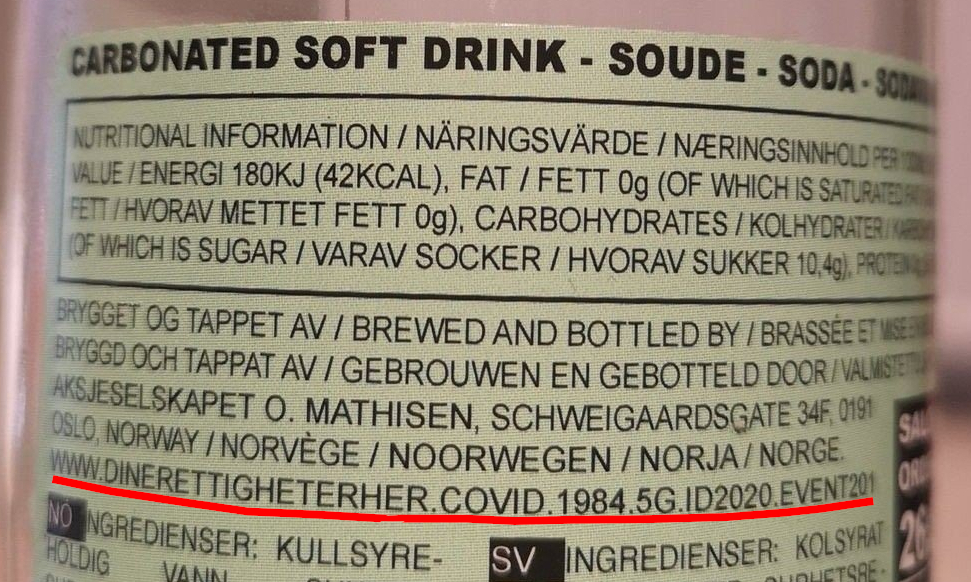 CARBONATED SOFT DRINK - SOUDE - SODA -
NUTRITIONAL INFORMATION / NÄRINGSVÄRDE / NÆRINGSINNHOLD PER
VALUE / ENERGI 180KJ (42KCAL), FAT / FETT 0g (OF WHICH IS SATURATED
FETT / HVORAV METTET FETT 0g), CARBOHYDRATES / KOLHYDRATER /
(OF WHICH IS SUGAR / VARAV SOCKER / HVORAV SUKKER 10,4g), PROTEIN
BRYGGET OG TAPPET AV / BREWED AND BOTTLED BY / BRASSÉE ET MISE EN
BRYGGD OCH TAPPAT AV / GEBROUWEN EN GEBOTTELD DOOR /
AKSJESELSKAPET O. MATHISEN, SCHWEIGAARDSGATE 34F, 0191
OSLO, NORWAY / NORVÈGE / NOORWEGEN / NORJA / NORGE.
WWW.DINERETTIGHETERHER.COVID.1984.5G.ID2020.EVENT201
NO INGREDIENSER: KULLSYRE-
HOLDIG VANN
SV INGREDIENSER: KOLSYRAT